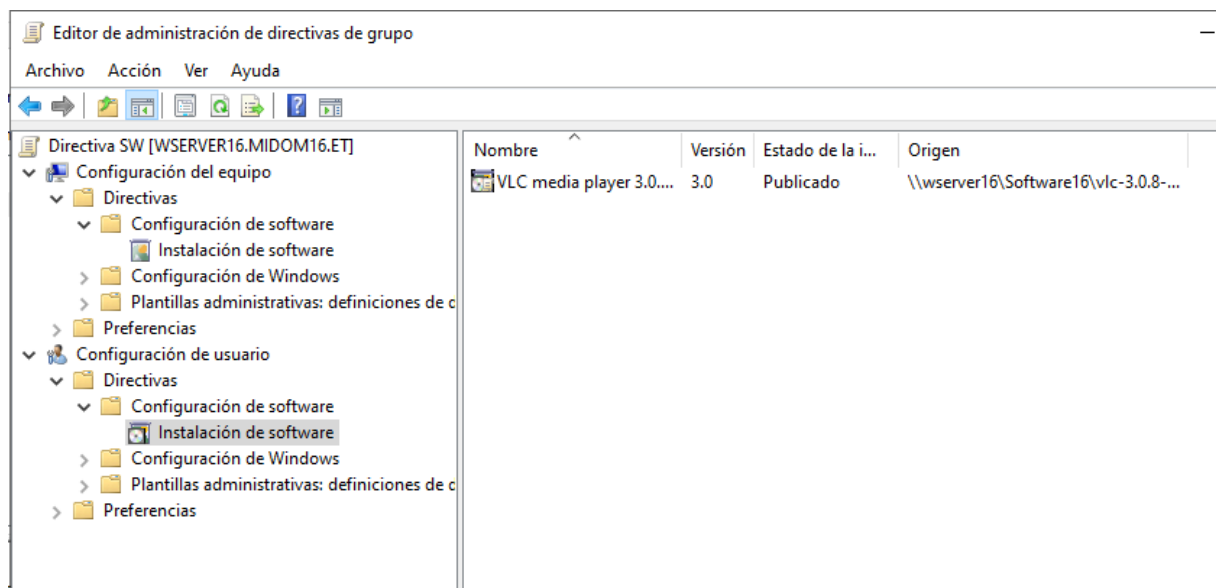 Editor de administración de directivas de grupo
Archivo Acción Ver Ayuda
Directiva SW [WSERVER16.MIDOM16.ET]
Configuración del equipo
Directivas
Configuración de software
Instalación de software
Configuración de Windows
Plantillas administrativas: definiciones de d
Preferencias
Configuración de usuario
Directivas
Configuración de software
Instalación de software
Configuración de Windows
Plantillas administrativas: definiciones de d
Preferencias
Nombre Versión Estado de la i... Origen
VLC media player 3.0.... 3.0 Publicado \\wserver16\Software16\vlc-3.0.8-...